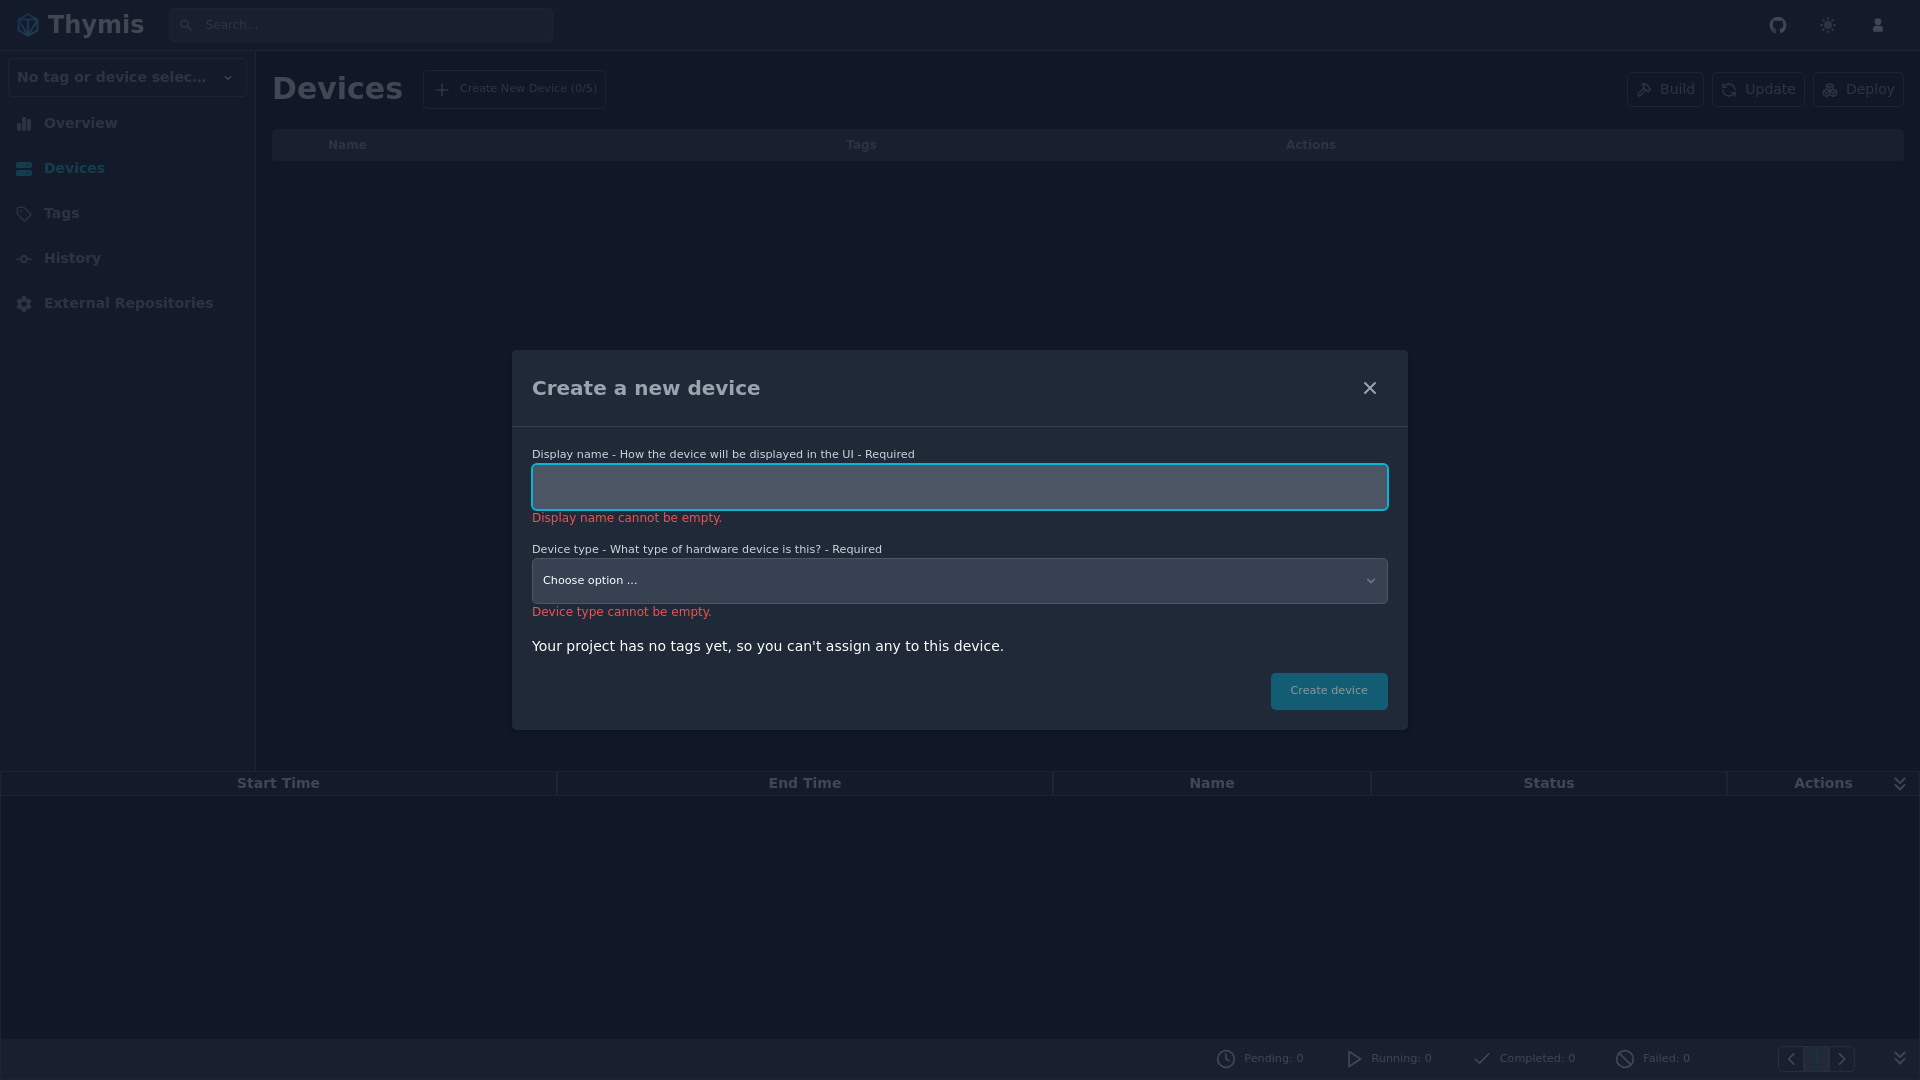 Thymis
Search...
No tag or device selec...
Overview
Devices
Tags
History
External Repositories
Devices
Create New Device (0/5)
Build
Update
Deploy
Name
Tags
Actions
Create a new device
Display name - How the device will be displayed in the UI - Required
Display name cannot be empty.
Device type - What type of hardware device is this? - Required
Choose option ...
Device type cannot be empty.
Your project has no tags yet, so you can't assign any to this device.
Create device
Start Time
End Time
Name
Status
Actions
Pending: 0
Running: 0
Completed: 0
Failed: 0